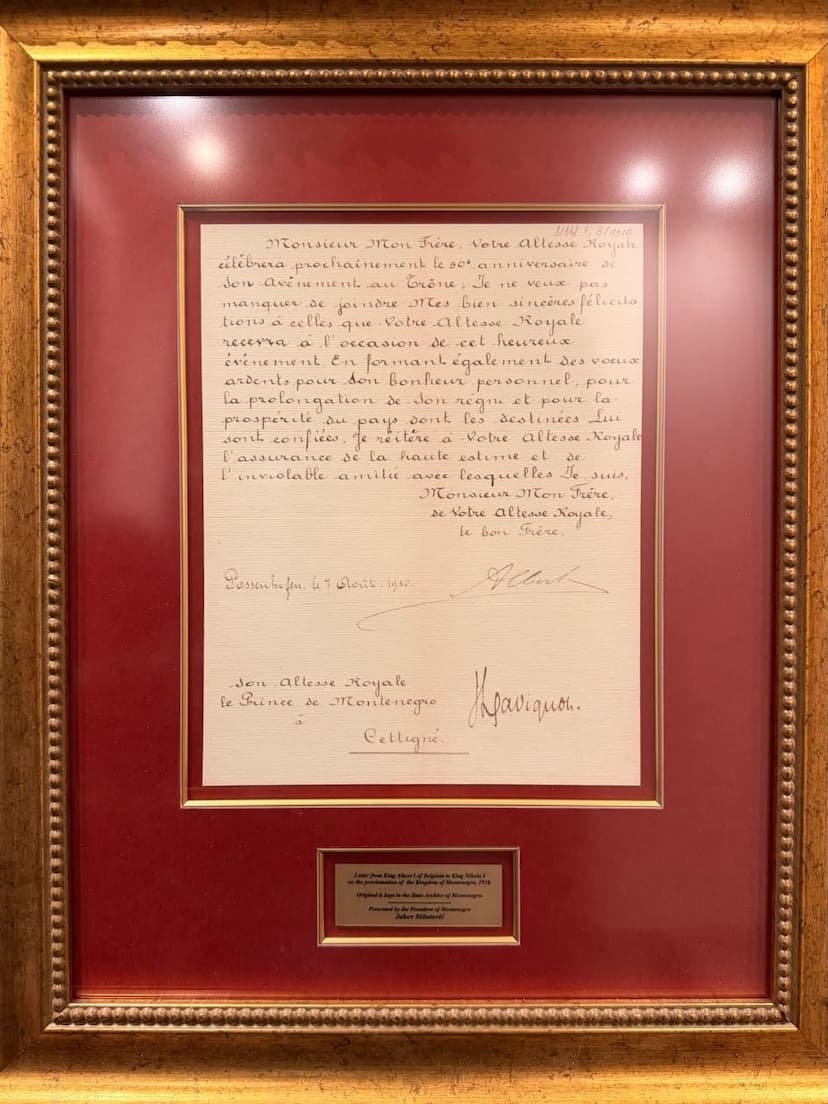 Monsieur Mon Frère, Votre Altesse Royale
célébrera prochainement le 50e anniversaire de
Son Avènement au Trône; Je ne veux pas
manquer de joindre Mes bien sincères félicita
tions à celles que Votre Altesse Royale
recevra à l'occasion de cet heureux
événement. En formant également des voeux
ardents pour Son bonheur personnel, pour
la prolongation de Son règne et pour la
prospérité du pays dont les destinées Lui
sont confiées, Je réitère à Votre Altesse Royale
l'assurance de la haute estime et de
l'inviolable amitié avec lesquelles Je suis,
Monsieur Mon Frère,
de Votre Altesse Royale,
le bon Frère,
Possenhofen, le 7 Août 1910.
Albert
Son Altesse Royale
le Prince de Montenegro
à
Cettigné
Davignon.
Letter from King Albert I of Belgium to King Nikola I
on the proclamation of the Kingdom of Montenegro, 1910
Original is kept in the State Archive of Montenegro.
Presented by the President of Montenegro
Jakov Milatović